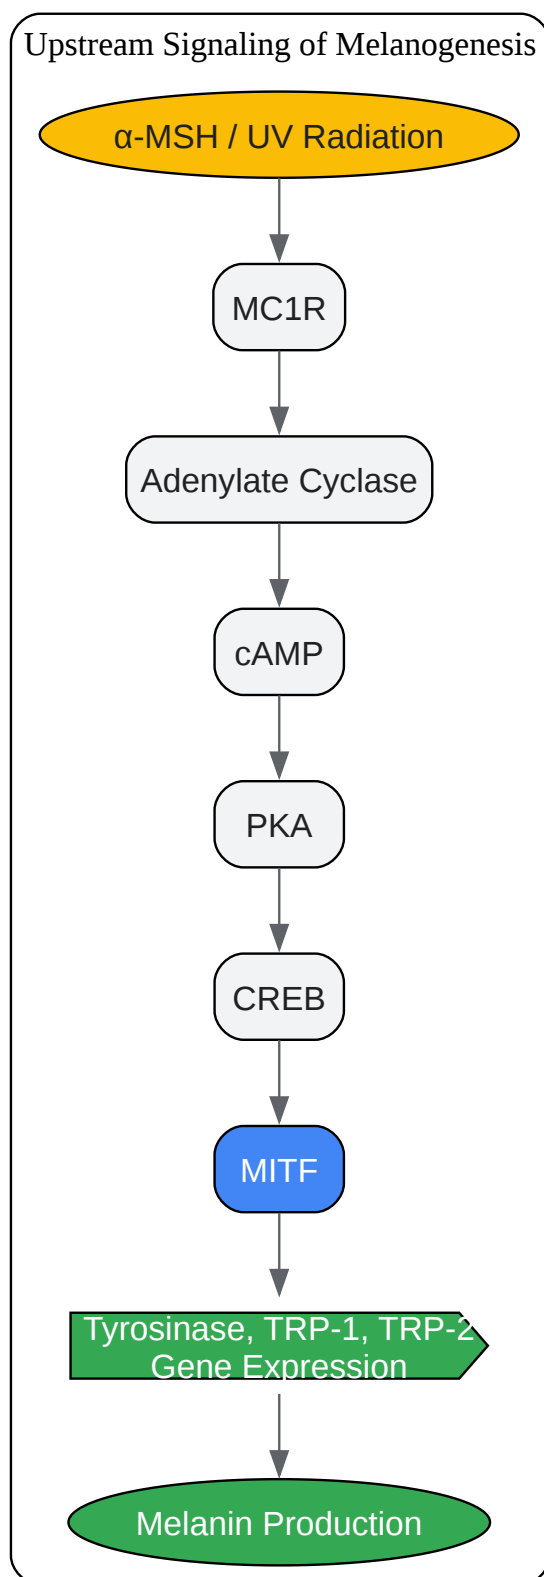 Upstream Signaling of Melanogenesis
α-MSH / UV Radiation
MC1R
Adenylate Cyclase
cAMP
PKA
CREB
MITF
Tyrosinase, TRP-1, TRP-2
Gene Expression
Melanin Production